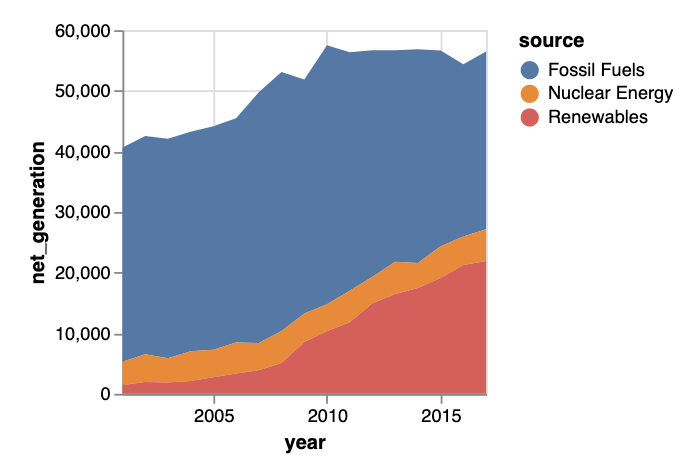 60,000
50,000
40,000
30,000
20,000
10,000
0
net_generation
2005
2010
2015
year
source
Fossil Fuels
Nuclear Energy
Renewables